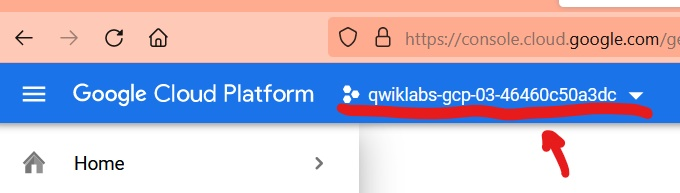 https://console.cloud.google.com/ge
Google Cloud Platform qwiklabs-gcp-03-46460c50a3dc
Home